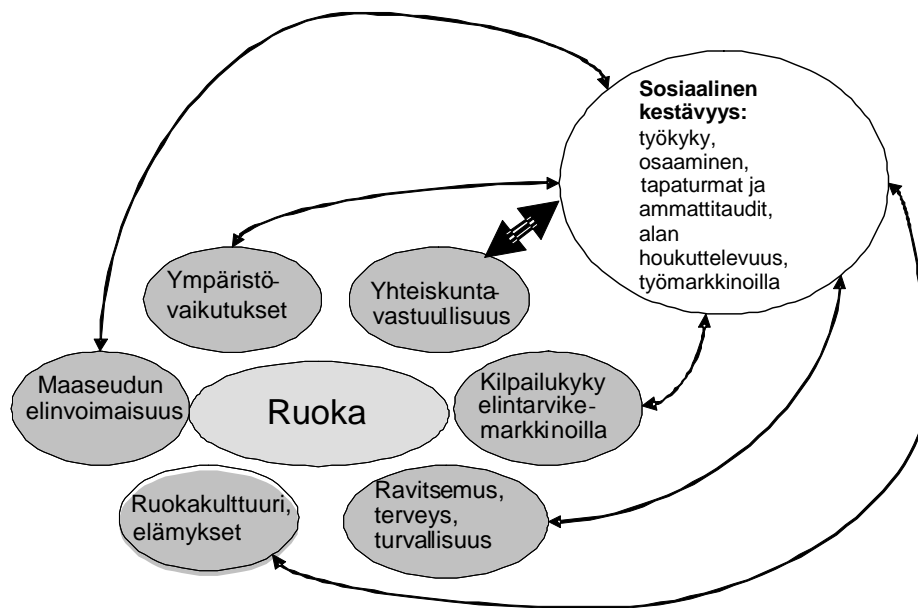 Sosiaalinen
kestävyys:
työkyky,
osaaminen,
tapaturmat ja
ammattitaudit,
alan
houkuttelevuus,
työmarkkinoilla
Ympäristö-
vaikutukset
Yhteiskunta-
vastuullisuus
Maaseudun
elinvoimaisuus
Ruoka
Kilpailukyky
elintarvike-
markkinoilla
Ruokakulttuuri,
elämykset
Ravitsemus,
terveys,
turvallisuus